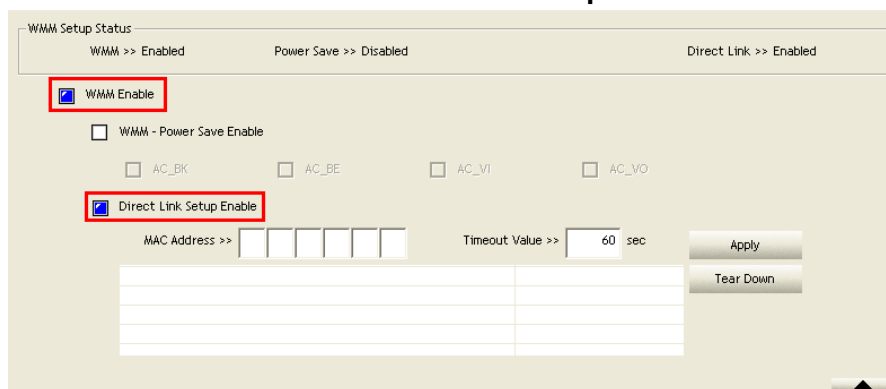 WMM Setup Status
WMM >> Enabled Power Save >> Disabled Direct Link >> Enabled
WMM Enable
WMM - Power Save Enable
AC_BK AC_BE AC_VI AC_VO
Direct Link Setup Enable
MAC Address >> Timeout Value >> 60 sec Apply
Tear Down